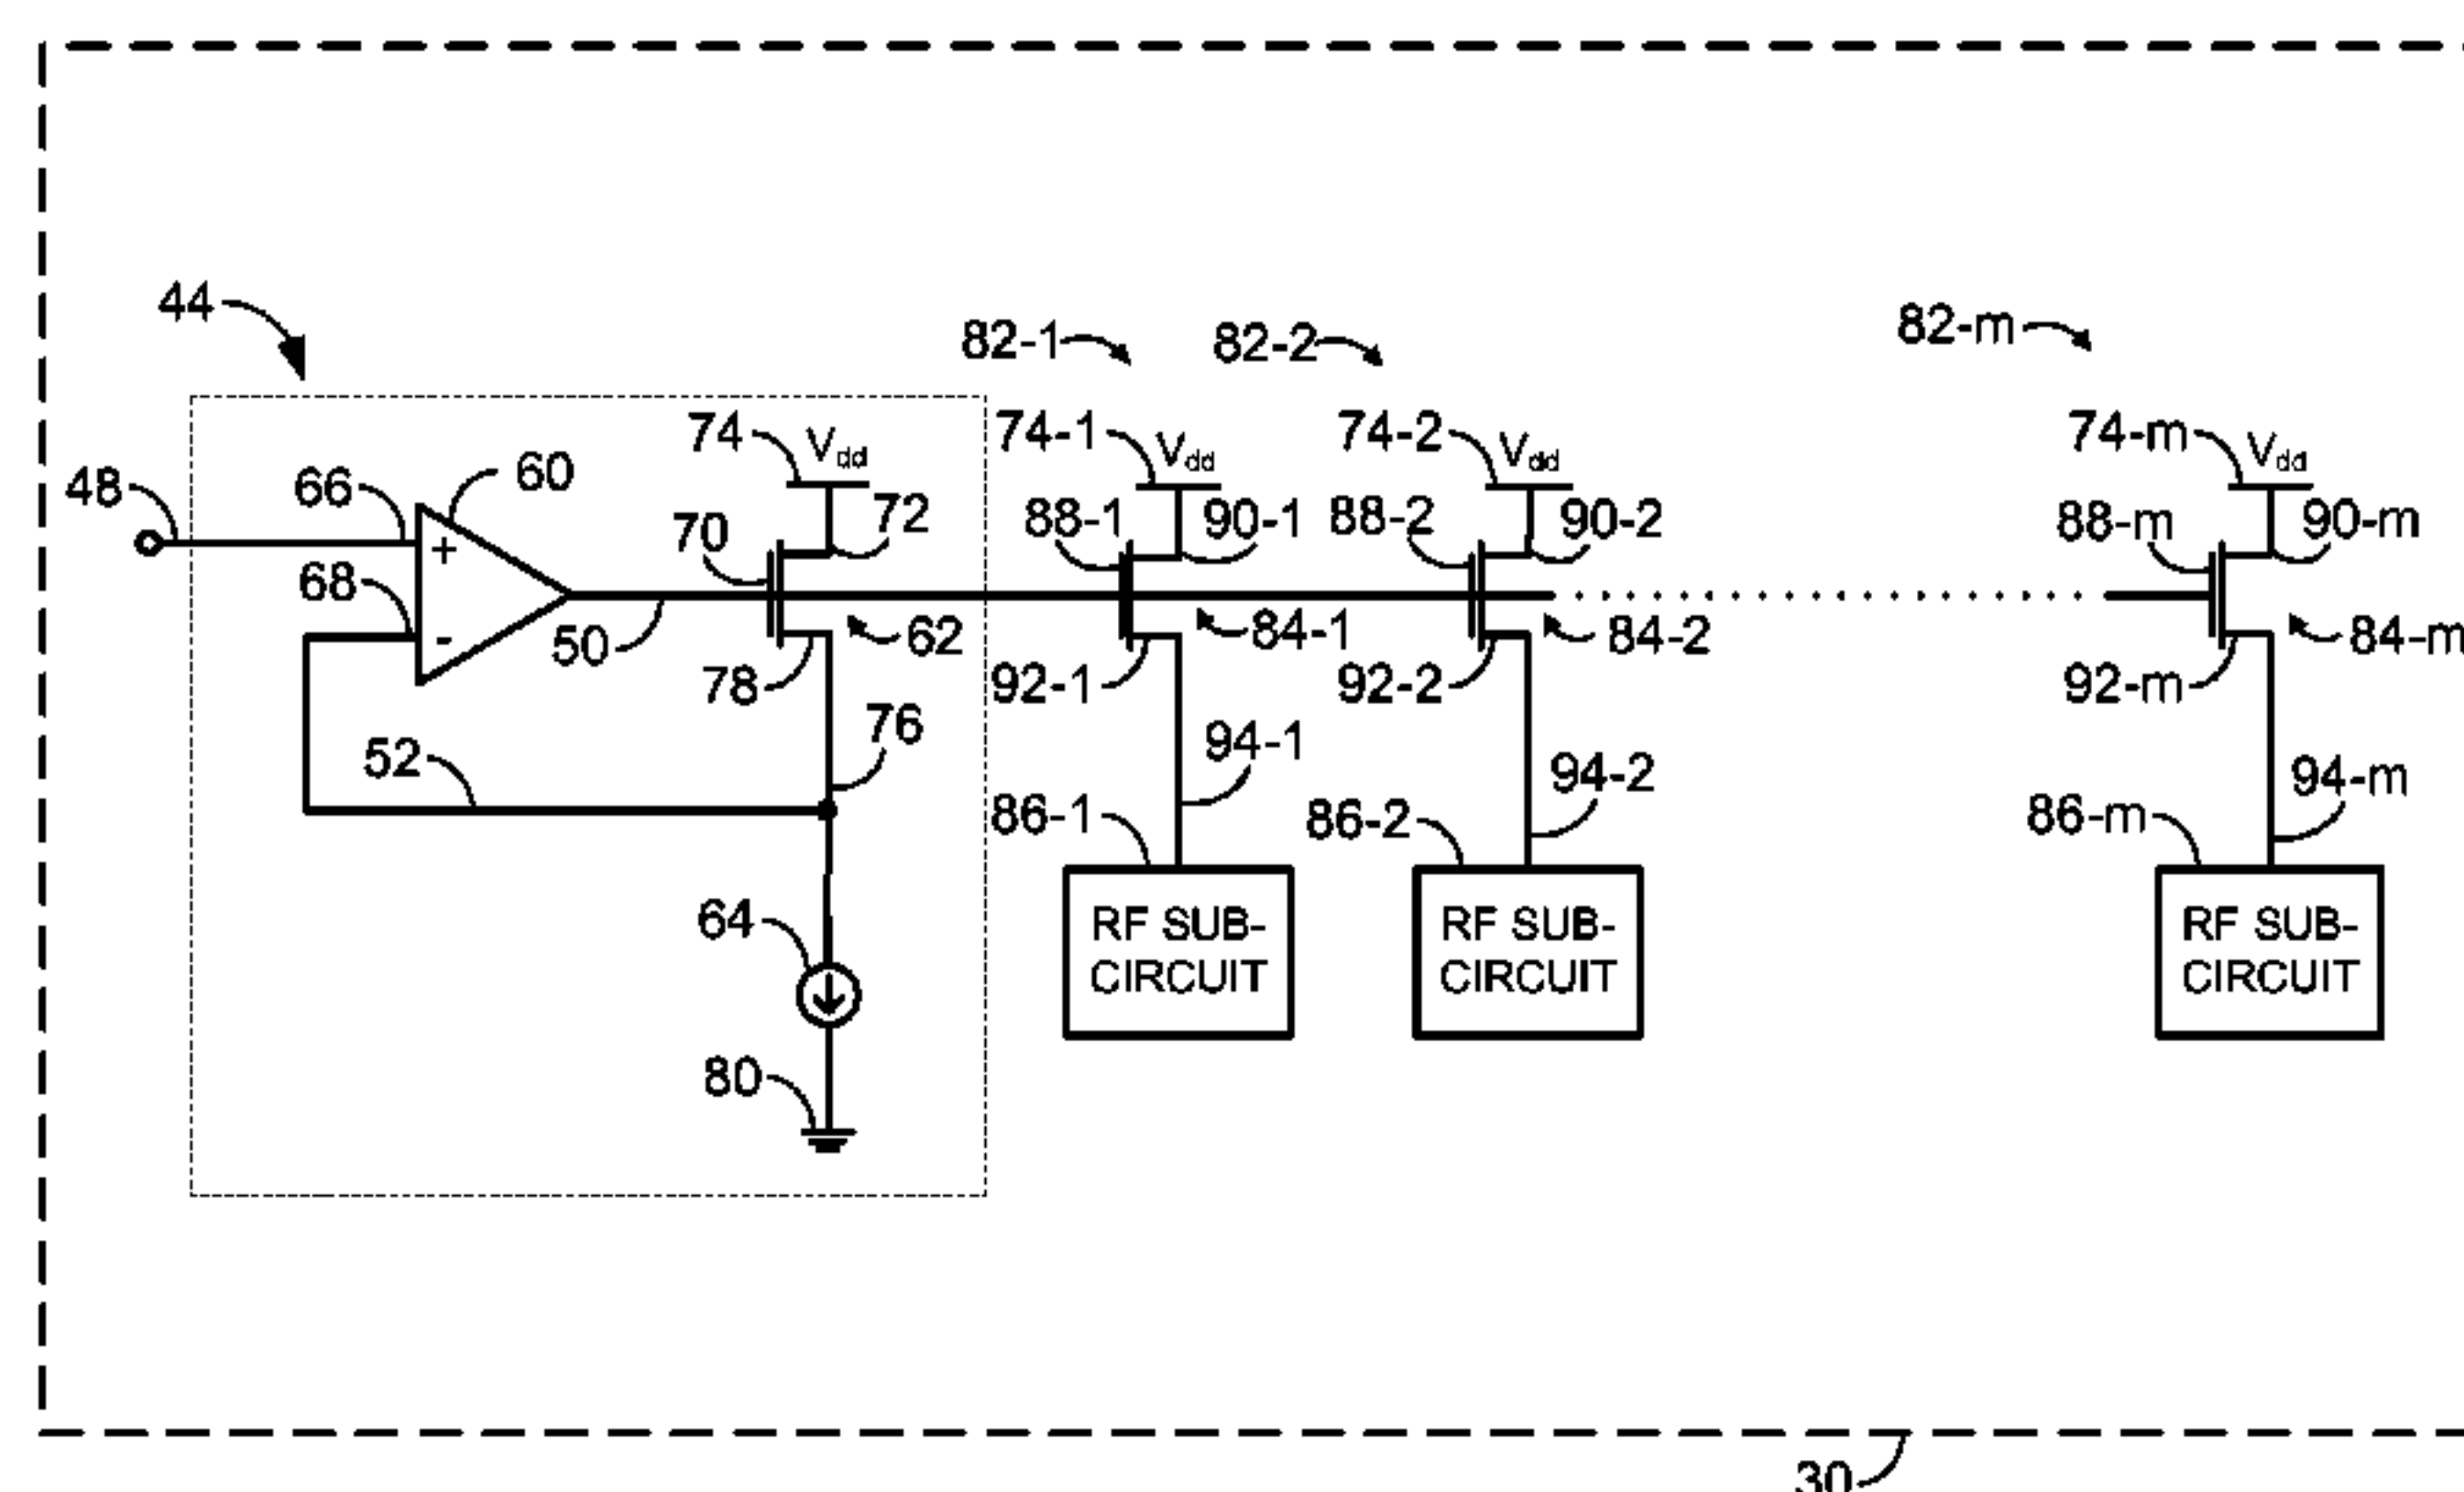 44
82-1
82-2
82-m
74
Vdd
74-1
Vdd
74-2
Vdd
74-m
Vdd
48
66
60
70
72
88-1
90-1
88-2
90-2
88-m
90-m
+
68
-
50
62
84-1
84-2
84-m
78
92-1
92-2
92-m
76
52
94-1
94-2
94-m
86-1
86-2
86-m
64
RF SUB-
CIRCUIT
RF SUB-
CIRCUIT
RF SUB-
CIRCUIT
80
30